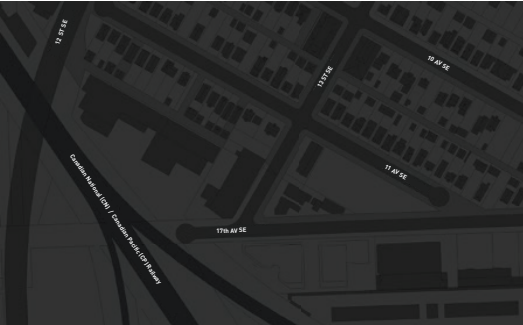 12 ST SE
10 AV SE
13 ST SE
11 AV SE
Canadian National (CN) / Canadian Pacific (CP) Railway
17th AV SE